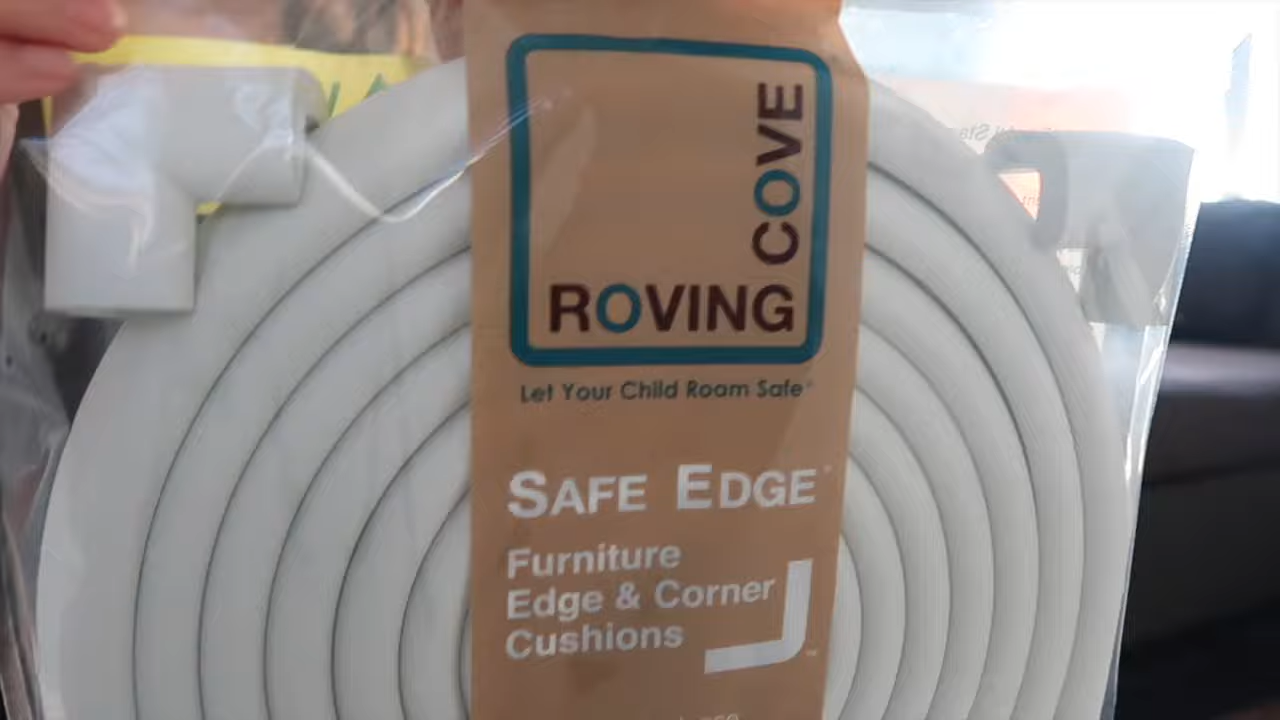 COVE
ROVING
Let Your Child Roam Safe
SAFE EDGE
Furniture
Edge & Corner
Cushions